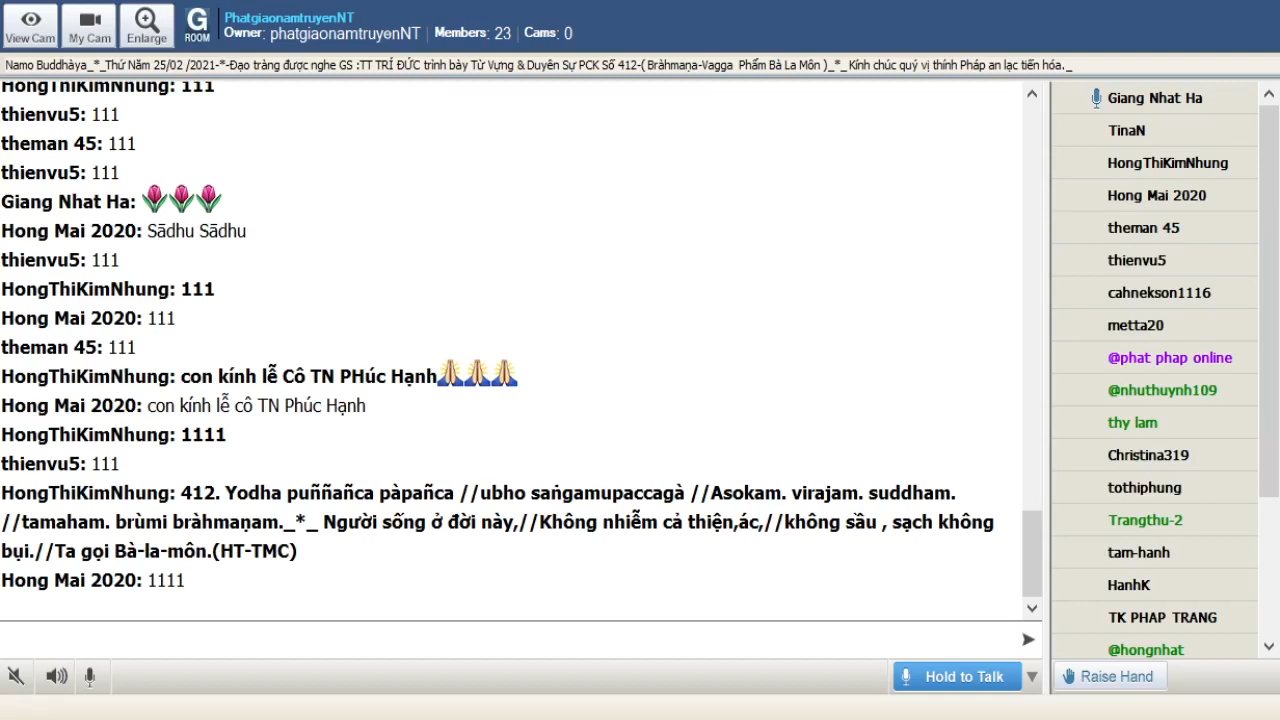 View Cam
My Cam
Enlarge
G
ROOM
PhatgiaonamtruyenNT
Owner: phatgiaonamtruyenNT | Members: 23 | Cams: 0
Namo Buddhàya_*_Thứ Năm 25/02 /2021-*-Đạo tràng được nghe GS :TT TRÍ ĐỨC trình bày Từ Vựng & Duyên Sự PCK Số 412-( Bràhmaṇa-Vagga Phẩm Bà La Môn )_*_Kính chúc quý vị thính Pháp an lạc tiến hóa._
HongThiKimNhung: 111
thienvu5: 111
theman 45: 111
thienvu5: 111
Giang Nhat Ha:
Hong Mai 2020: Sādhu Sādhu
thienvu5: 111
HongThiKimNhung: 111
Hong Mai 2020: 111
theman 45: 111
HongThiKimNhung: con kính lễ Cô TN PHúc Hạnh
Hong Mai 2020: con kính lễ cô TN Phúc Hạnh
HongThiKimNhung: 1111
thienvu5: 111
HongThiKimNhung: 412. Yodha puññañca pàpañca //ubho saṅgamupaccagà //Asokam. virajam. suddham.
//tamaham. brùmi bràhmaṇam._*_ Người sống ở đời này,//Không nhiễm cả thiện,ác,//không sầu , sạch không
bụi.//Ta gọi Bà-la-môn.(HT-TMC)
Hong Mai 2020: 1111
Hold to Talk
Giang Nhat Ha
TinaN
HongThiKimNhung
Hong Mai 2020
theman 45
thienvu5
cahnekson1116
metta20
@phat phap online
@nhuthuynh109
thy lam
Christina319
tothiphung
Trangthu-2
tam-hanh
HanhK
TK PHAP TRANG
@hongnhat
Raise Hand